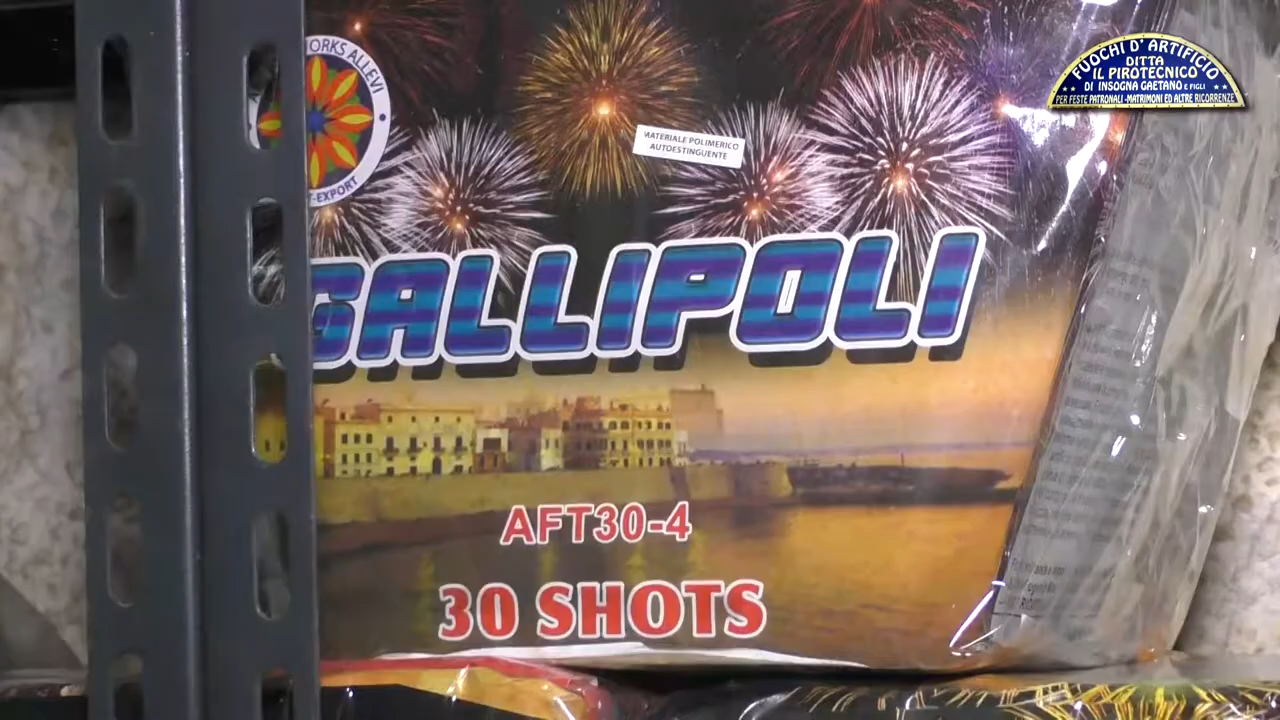 ORKS ALLEVI
T-EXPORT
MATERIALE POLIMERICO
AUTOESTINGUENTE
FUOCHI D'ARTIFICIO
DITTA
IL PIROTECNICO
DI INSOGNA GAETANO E FIGLI
PER FESTE PATRONALI - MATRIMONI ED ALTRE RICORRENZE
GALLIPOLI
AFT30-4
30 SHOTS